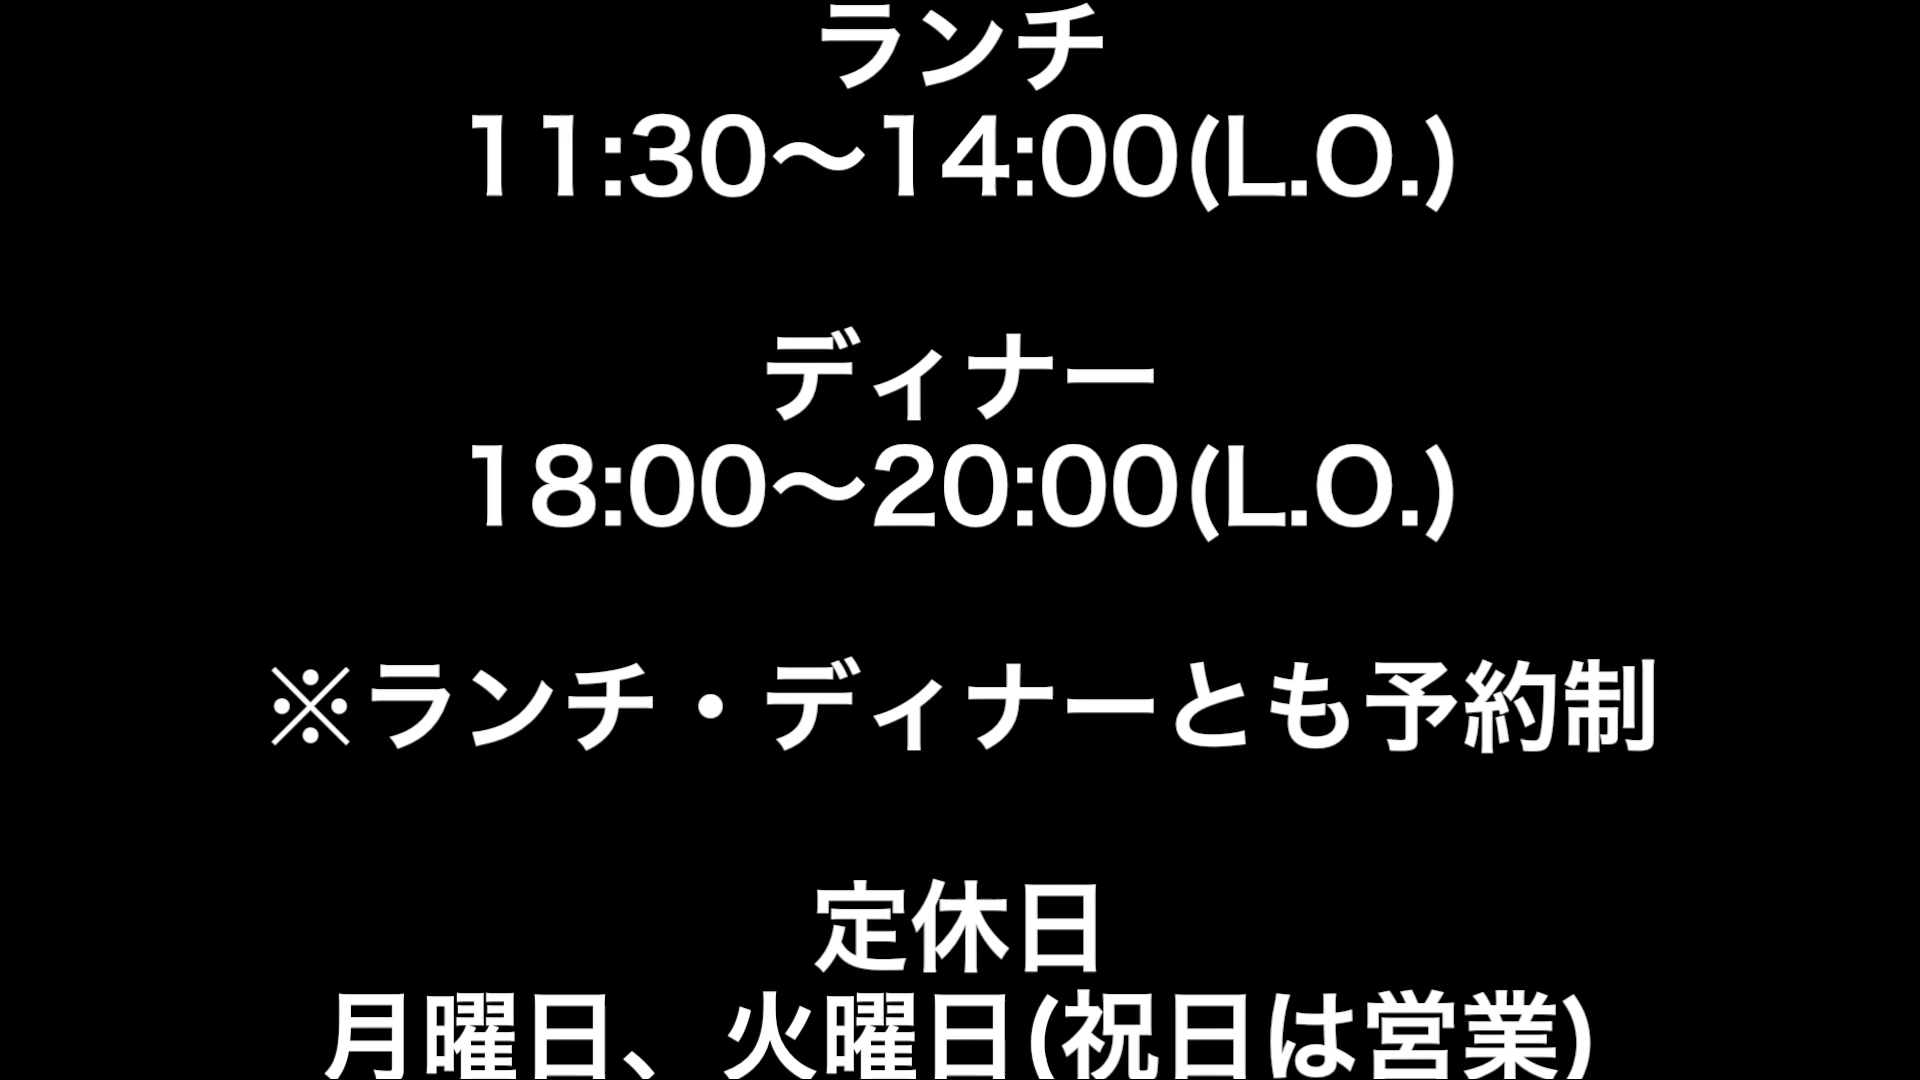 ランチ
11:30〜14:00(L.O.)
ディナー
18:00〜20:00(L.O.)
※ランチ・ディナーとも予約制
定休日
月曜日、火曜日(祝日は営業)